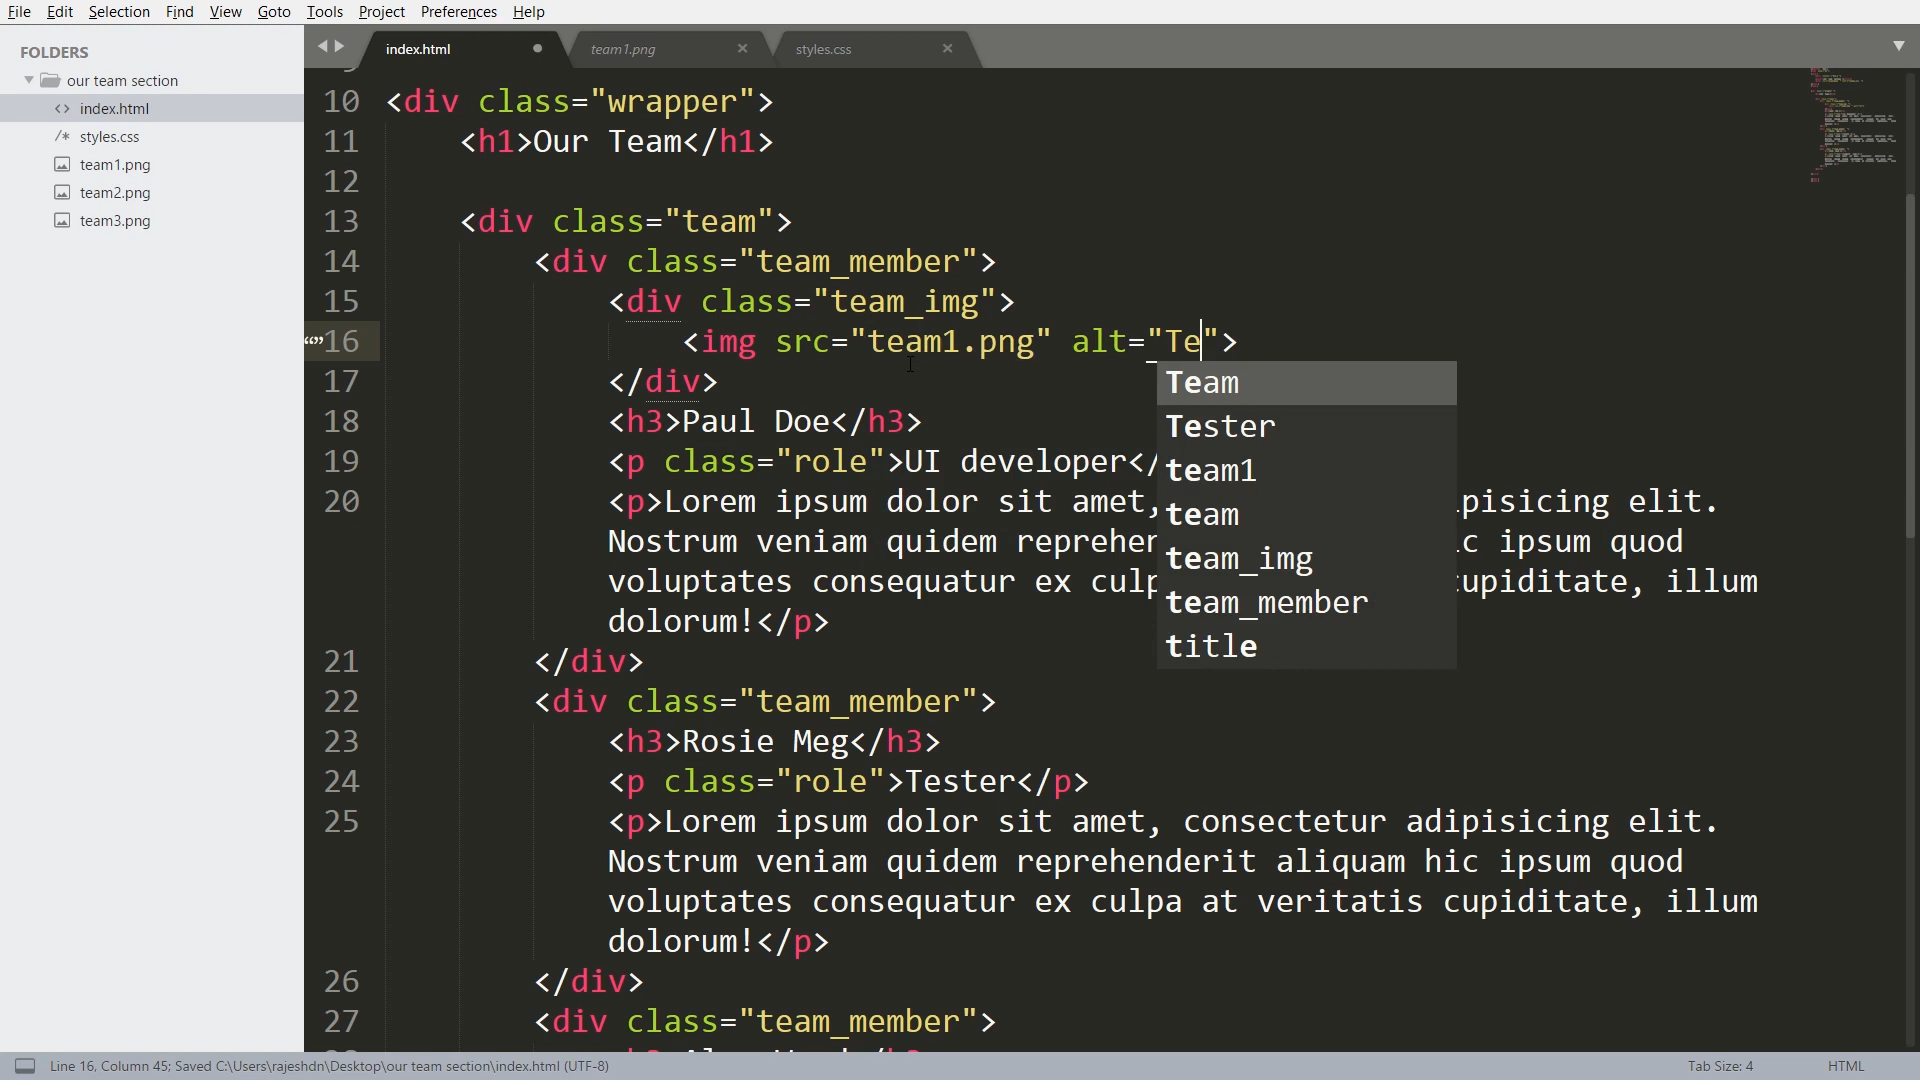 File Edit Selection Find View Goto Tools Project Preferences Help
FOLDERS
our team section
<> index.html
/* styles.css
team1.png
team2.png
team3.png
index.html team1.png styles.css
10 <div class="wrapper">
11 <h1>Our Team</h1>
12
13 <div class="team">
14 <div class="team_member">
15 <div class="team_img">
16 <img src="team1.png" alt="Te">
17 </div>
18 <h3>Paul Doe</h3>
19 <p class="role">UI developer</
20 <p>Lorem ipsum dolor sit amet, pisicing elit.
Nostrum veniam quidem reprehen c ipsum quod
voluptates consequatur ex culp upiditate, illum
dolorum!</p>
21 </div>
22 <div class="team_member">
23 <h3>Rosie Meg</h3>
24 <p class="role">Tester</p>
25 <p>Lorem ipsum dolor sit amet, consectetur adipisicing elit.
Nostrum veniam quidem reprehenderit aliquam hic ipsum quod
voluptates consequatur ex culpa at veritatis cupiditate, illum
dolorum!</p>
26 </div>
27 <div class="team_member">
Team
Tester
team1
team
team_img
team_member
title
Line 16, Column 45; Saved C:\Users\rajeshdn\Desktop\our team section\index.html (UTF-8) Tab Size: 4 HTML